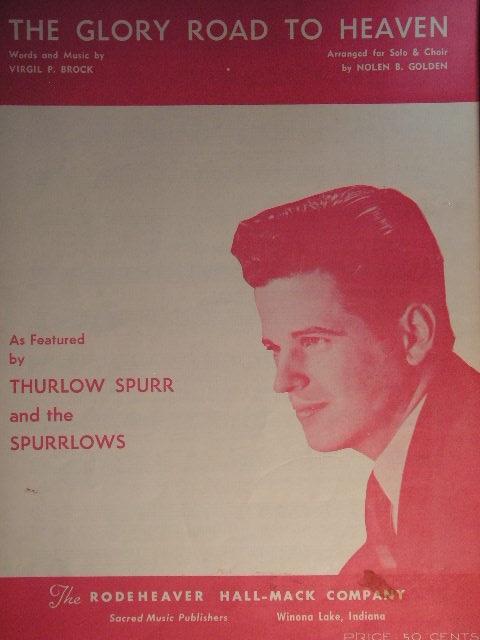 THE GLORY ROAD TO HEAVEN
Words and Music by
VIRGIL P. BROCK
Arranged for Solo & Choir
by NOLEN B. GOLDEN
As Featured
by
THURLOW SPURR
and the
SPURRLOWS
The RODEHEAVER HALL-MACK COMPANY
Sacred Music Publishers
Winona Lake, Indiana
PRICE 50 CENTS